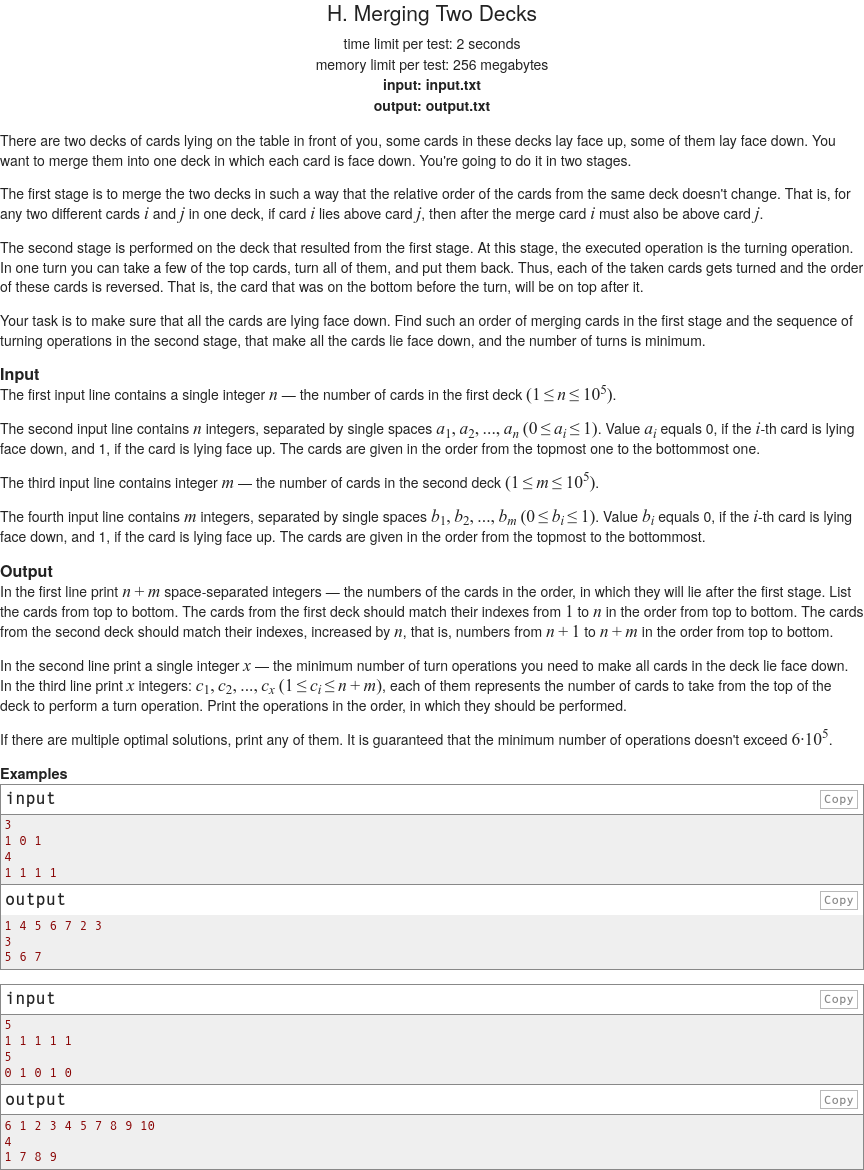 H. Merging Two Decks
time limit per test: 2 seconds
memory limit per test: 256 megabytes
input: input.txt
output: output.txt
There are two decks of cards lying on the table in front of you, some cards in these decks lay face up, some of them lay face down. You
want to merge them into one deck in which each card is face down. You're going to do it in two stages.
The first stage is to merge the two decks in such a way that the relative order of the cards from the same deck doesn't change. That is, for
any two different cards i and j in one deck, if card i lies above card j, then after the merge card i must also be above card j.
The second stage is performed on the deck that resulted from the first stage. At this stage, the executed operation is the turning operation.
In one turn you can take a few of the top cards, turn all of them, and put them back. Thus, each of the taken cards gets turned and the order
of these cards is reversed. That is, the card that was on the bottom before the turn, will be on top after it.
Your task is to make sure that all the cards are lying face down. Find such an order of merging cards in the first stage and the sequence of
turning operations in the second stage, that make all the cards lie face down, and the number of turns is minimum.
Input
The first input line contains a single integer n — the number of cards in the first deck (1 ≤ n ≤ 10⁵).
The second input line contains n integers, separated by single spaces a₁, a₂, ..., aₙ (0 ≤ aᵢ ≤ 1). Value aᵢ equals 0, if the i-th card is lying
face down, and 1, if the card is lying face up. The cards are given in the order from the topmost one to the bottommost one.
The third input line contains integer m — the number of cards in the second deck (1 ≤ m ≤ 10⁵).
The fourth input line contains m integers, separated by single spaces b₁, b₂, ..., bₘ (0 ≤ bᵢ ≤ 1). Value bᵢ equals 0, if the i-th card is lying
face down, and 1, if the card is lying face up. The cards are given in the order from the topmost to the bottommost.
Output
In the first line print n + m space-separated integers — the numbers of the cards in the order, in which they will lie after the first stage. List
the cards from top to bottom. The cards from the first deck should match their indexes from 1 to n in the order from top to bottom. The cards
from the second deck should match their indexes, increased by n, that is, numbers from n + 1 to n + m in the order from top to bottom.
In the second line print a single integer x — the minimum number of turn operations you need to make all cards in the deck lie face down.
In the third line print x integers: c₁, c₂, ..., cₓ (1 ≤ cᵢ ≤ n + m), each of them represents the number of cards to take from the top of the
deck to perform a turn operation. Print the operations in the order, in which they should be performed.
If there are multiple optimal solutions, print any of them. It is guaranteed that the minimum number of operations doesn't exceed 6·10⁵.
Examples
input Copy
3
1 0 1
4
1 1 1 1
output Copy
1 4 5 6 7 2 3
3
5 6 7
input Copy
5
1 1 1 1 1
5
0 1 0 1 0
output Copy
6 1 2 3 4 5 7 8 9 10
4
1 7 8 9